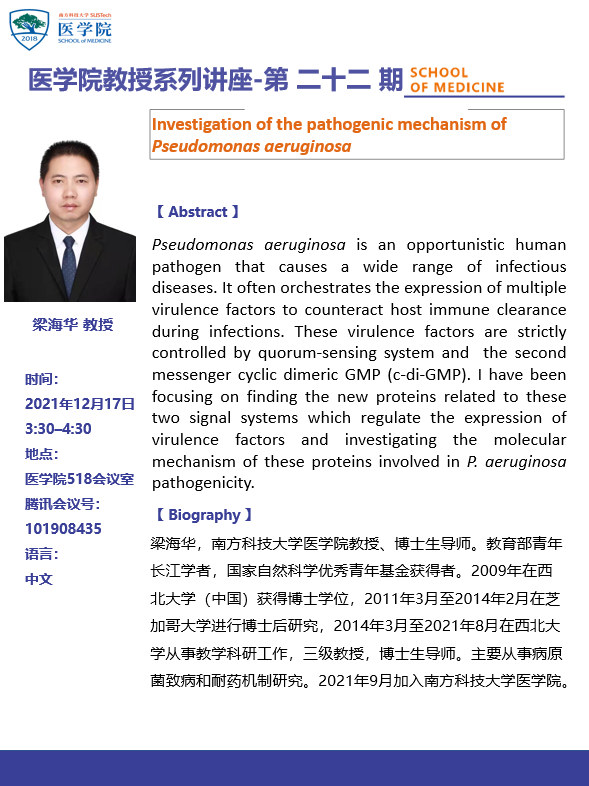 南方科技大学 SUSTech
医学院
SCHOOL of MEDICINE
2018
医学院教授系列讲座-第 二十二 期
SCHOOL
OF MEDICINE
Investigation of the pathogenic mechanism of
Pseudomonas aeruginosa
【 Abstract 】
Pseudomonas aeruginosa is an opportunistic human
pathogen that causes a wide range of infectious
diseases. It often orchestrates the expression of multiple
virulence factors to counteract host immune clearance
during infections. These virulence factors are strictly
controlled by quorum-sensing system and the second
messenger cyclic dimeric GMP (c-di-GMP). I have been
focusing on finding the new proteins related to these
two signal systems which regulate the expression of
virulence factors and investigating the molecular
mechanism of these proteins involved in P. aeruginosa
pathogenicity.
梁海华 教授
时间：
2021年12月17日
3:30–4:30
地点：
医学院518会议室
腾讯会议号：
101908435
语言：
中文
【 Biography 】
梁海华，南方科技大学医学院教授、博士生导师。教育部青年
长江学者，国家自然科学优秀青年基金获得者。2009年在西
北大学（中国）获得博士学位，2011年3月至2014年2月在芝
加哥大学进行博士后研究，2014年3月至2021年8月在西北大
学从事教学科研工作，三级教授，博士生导师。主要从事病原
菌致病和耐药机制研究。2021年9月加入南方科技大学医学院。